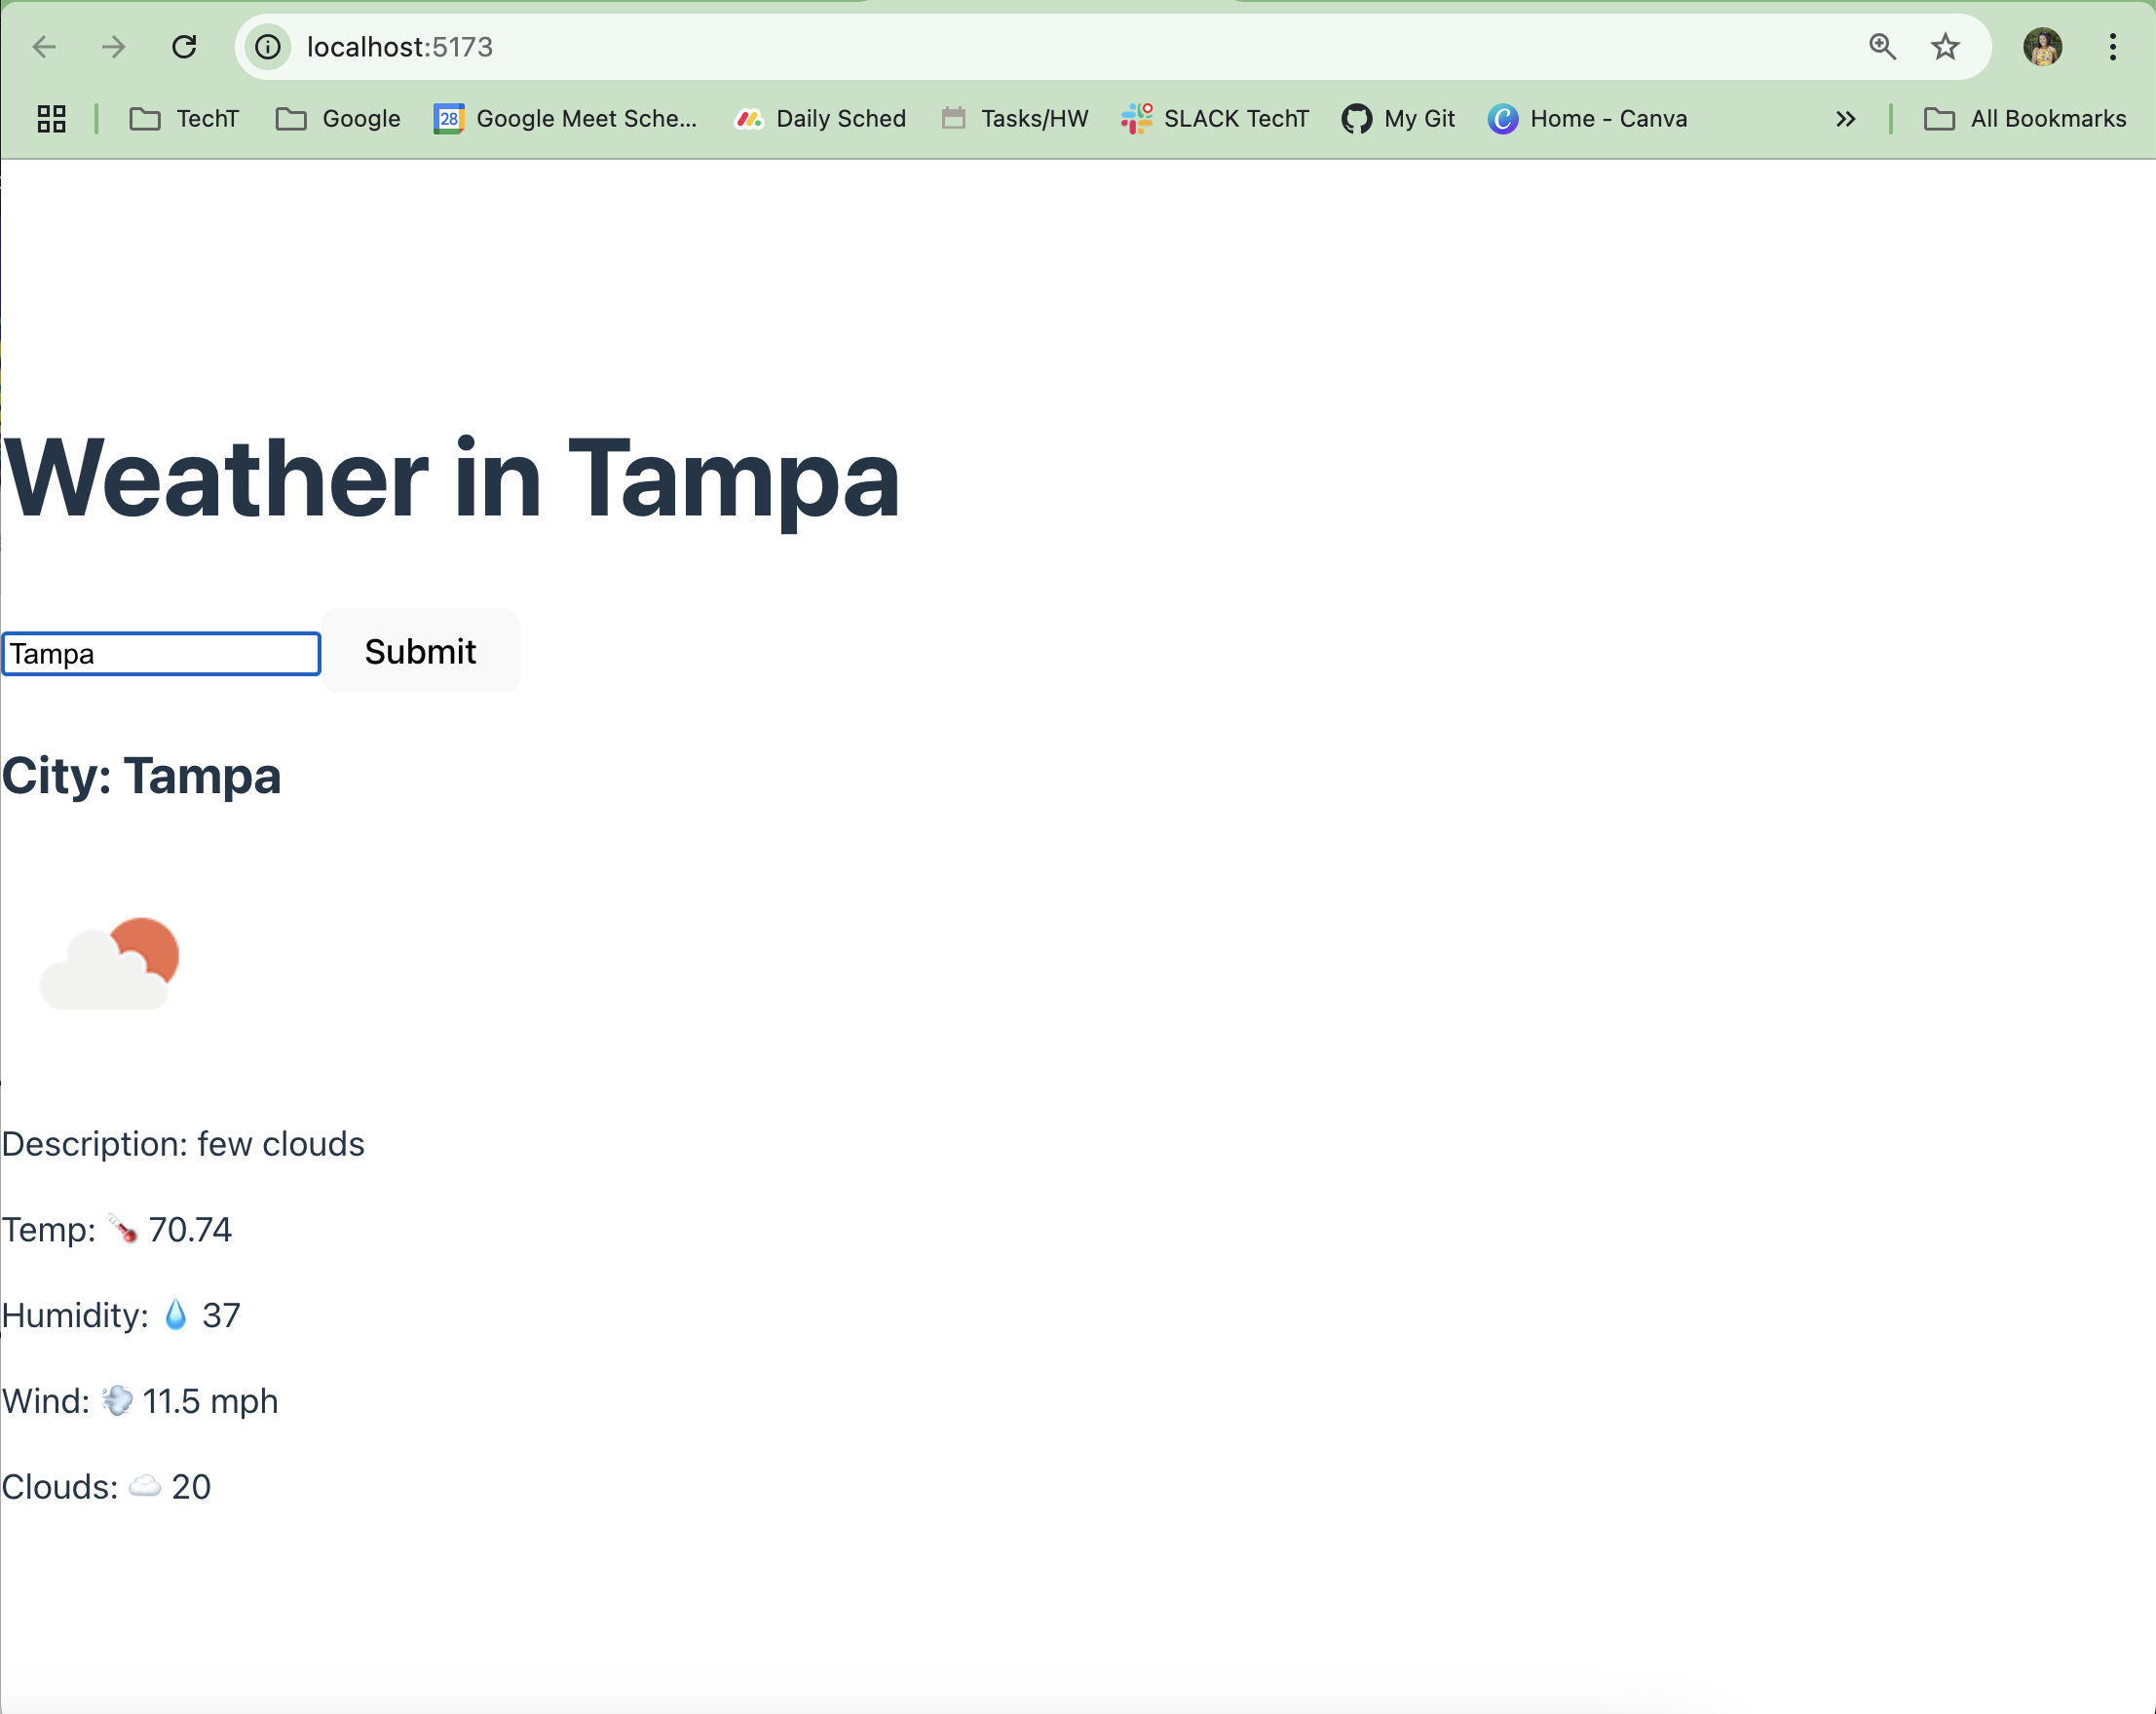 localhost:5173
TechT Google 28 Google Meet Sche... Daily Sched Tasks/HW SLACK TechT My Git C Home - Canva » All Bookmarks
Weather in Tampa
Tampa Submit
City: Tampa
Description: few clouds
Temp: 🌡️ 70.74
Humidity: 💧 37
Wind: 💨 11.5 mph
Clouds: ☁️ 20